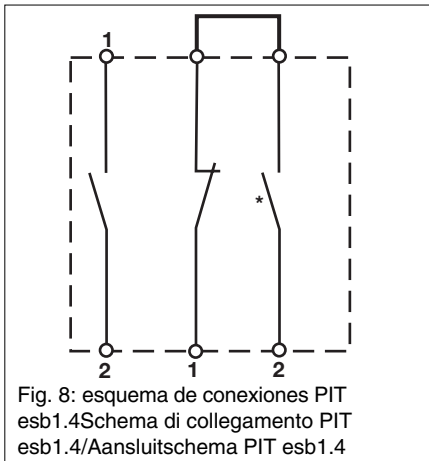 1
*
2 1 2
Fig. 8: esquema de conexiones PIT
esb1.4Schema di collegamento PIT
esb1.4/Aansluitschema PIT esb1.4